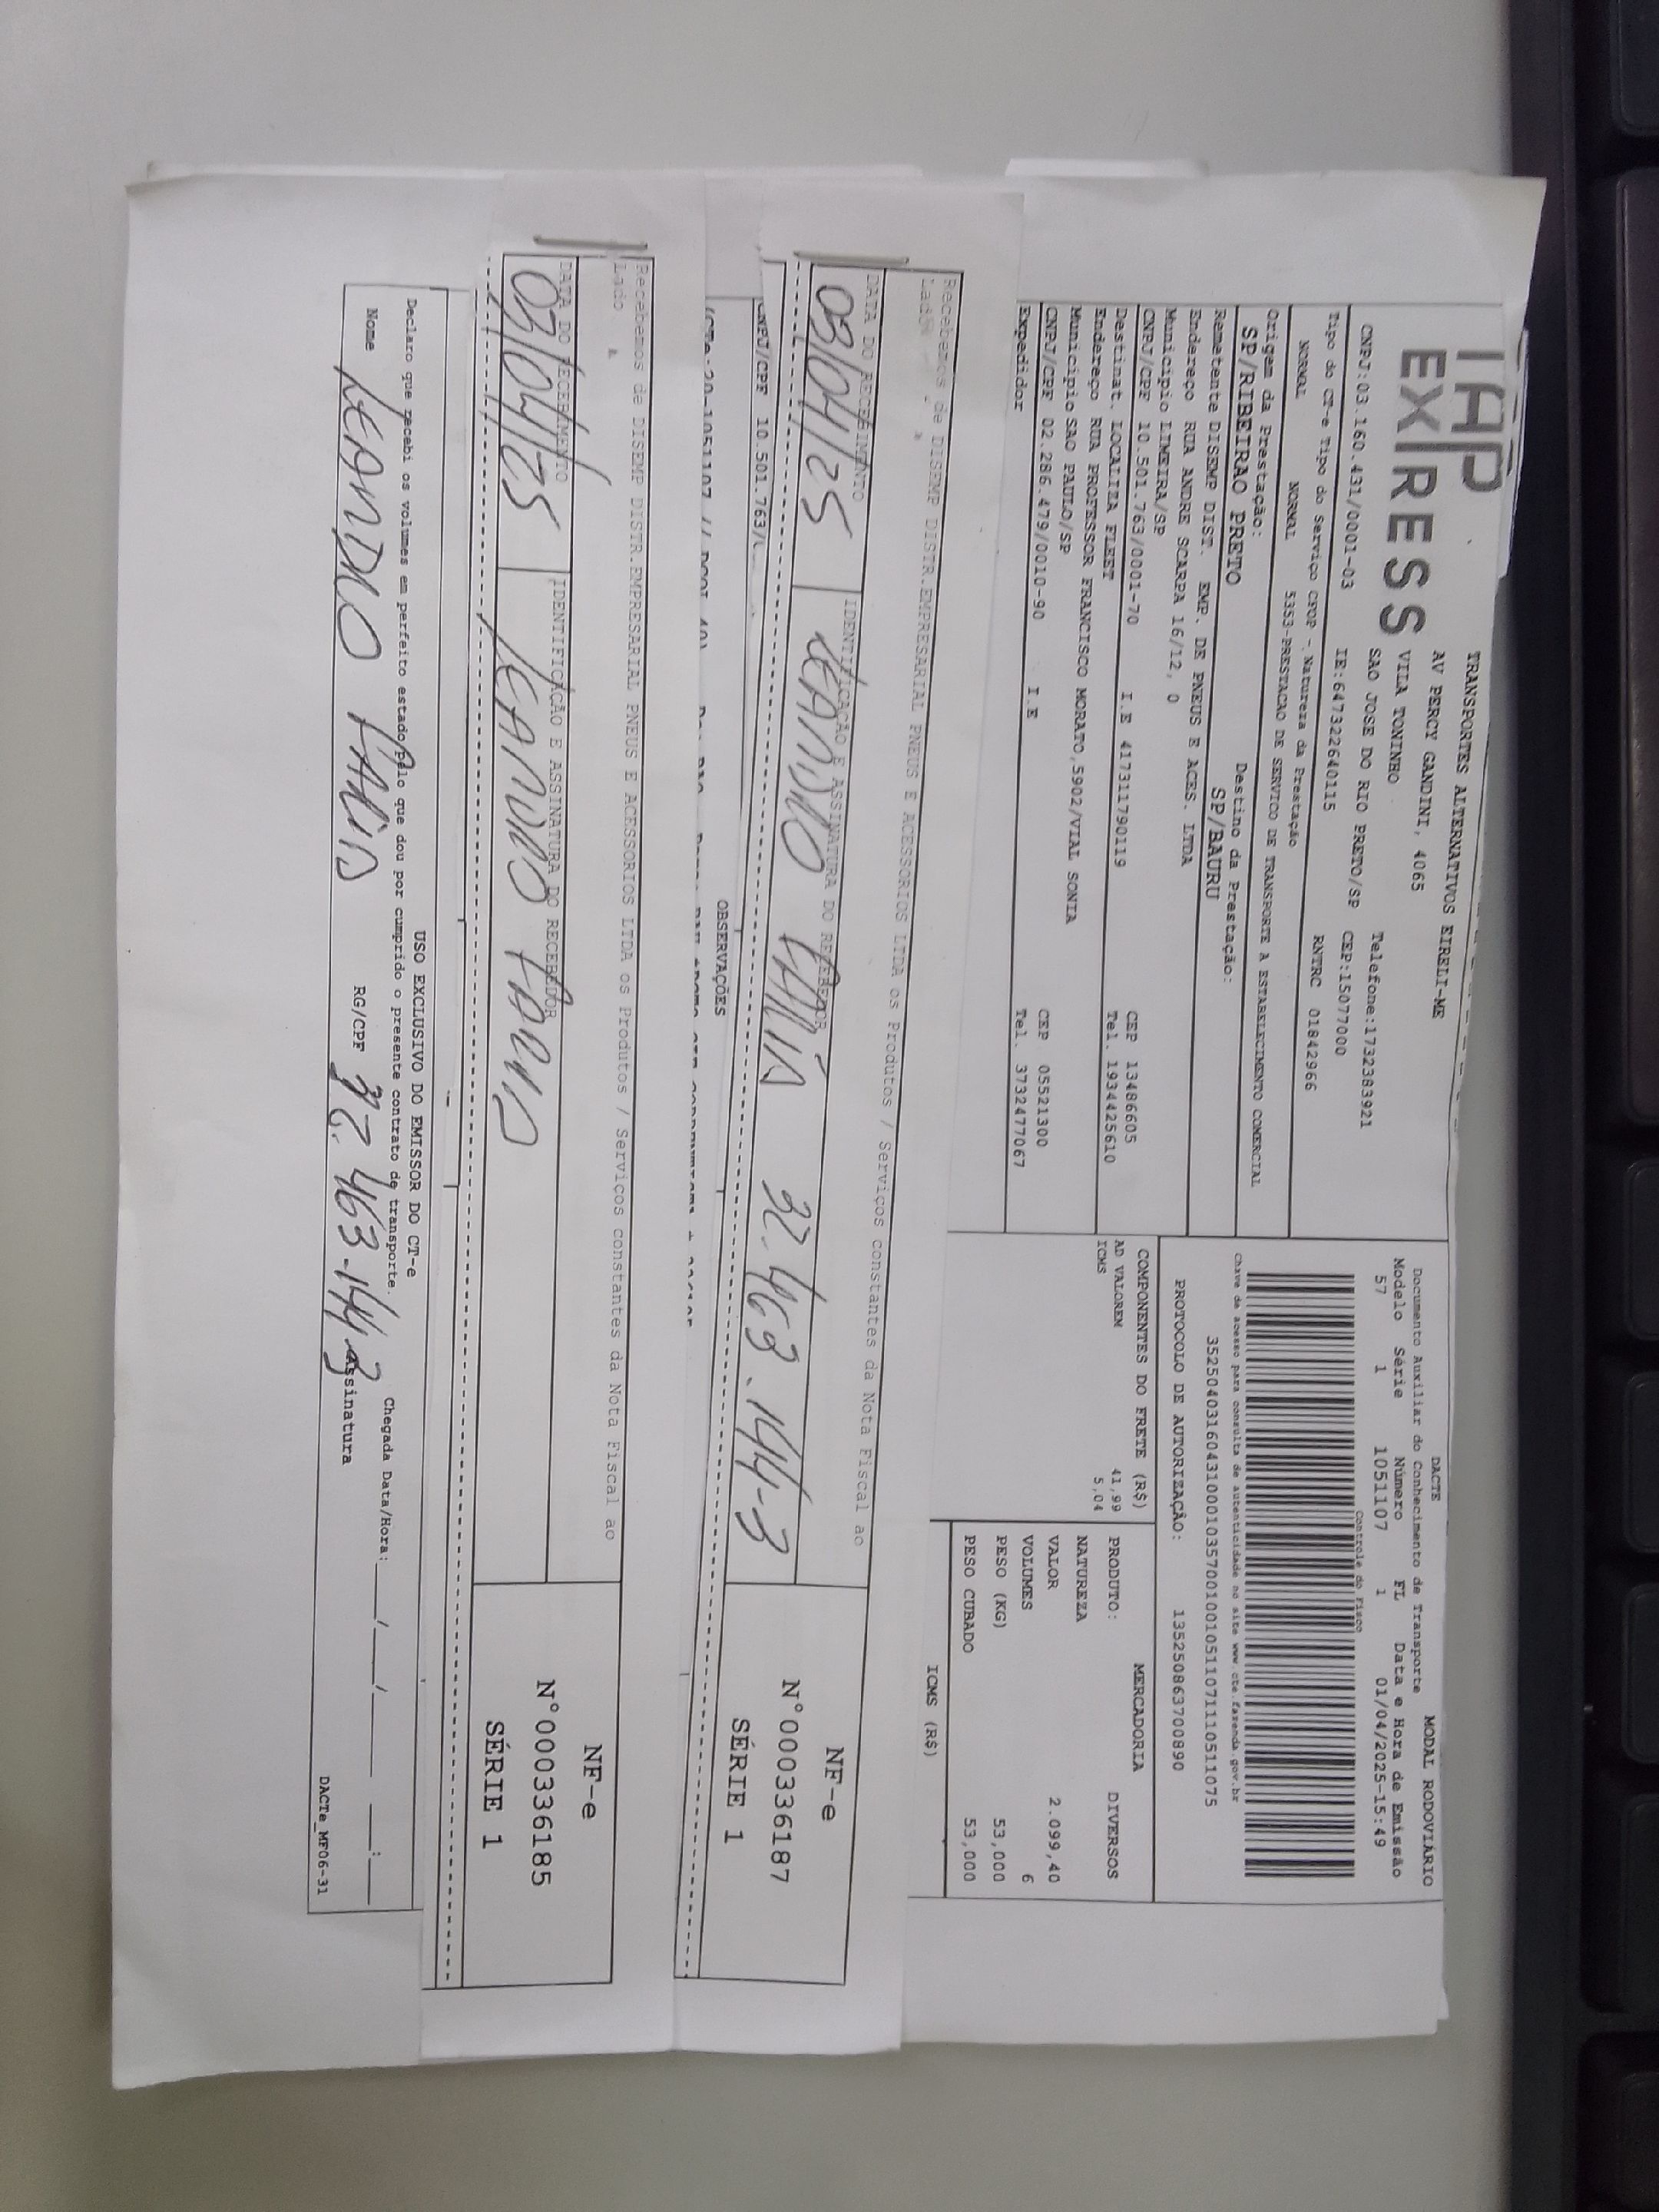 TAP
EXPRESS
TRANSPORTES ALTERNATIVOS EIRELI-ME
AV PERCY GANDINI, 4065
VILA TONINHO
SAO JOSE DO RIO PRETO/SP Telefone:1732383921
CNPJ:03.160.431/0001-03 IE:647322640115 CEP:15077000
RNTRC 01842966
Tipo do CT-e Tipo do Serviço CFOP - Natureza da Prestação
NORMAL NORMAL 5353-PRESTACAO DE SERVICO DE TRANSPORTE A ESTABELECIMENTO COMERCIAL
Origem da Prestação: Destino da Prestação:
SP/RIBEIRAO PRETO SP/BAURU
Remetente DISEMP DIST. EMP. DE PNEUS E ACES. LTDA
Endereço RUA ANDRE SCARPA 16/12, 0
Municipio LIMEIRA/SP CEP 13486605
CNPJ/CPF 10.501.763/0001-70 I.E 417311790119 Tel. 1934425610
Destinat. LOCALIZA FLEET
Endereço RUA PROFESSOR FRANCISCO MORATO,5902/VIAL SONIA
Municipio SAO PAULO/SP CEP 05521300
CNPJ/CPF 02.286.479/0010-90 I.E Tel. 3732477067
Expedidor
DACTE MODAL RODOVIÁRIO
Documento Auxiliar do Conhecimento de Transporte
Modelo Série Número FL Data e Hora de Emissão
57 1 1051107 1 01/04/2025-15:49
Controle do Fisco
Chave de acesso para consulta de autenticidade no site www.cte.fazenda.gov.br
35250403160431000103570010010511071110511075
PROTOCOLO DE AUTORIZAÇÃO: 135250863700890
COMPONENTES DO FRETE (R$)
AD VALOREM 41,99
ICMS 5,04
MERCADORIA
PRODUTO: DIVERSOS
NATUREZA
VALOR 2.099,40
VOLUMES 6
PESO (KG) 53,000
PESO CUBADO 53,000
ICMS (R$)
Recebemos de DISEMP DISTR.EMPRESARIAL PNEUS E ACESSORIOS LTDA os Produtos / Serviços constantes da Nota Fiscal ao
Lado
DATA DO RECEBIMENTO IDENTIFICAÇÃO E ASSINATURA DO RECEBEDOR
03/04/25 LEANDRO 32.463.144-3
NF-e
N°000336187
SÉRIE 1
CNPJ/CPF 10.501.763/
OBSERVAÇÕES
Recebemos de DISEMP DISTR.EMPRESARIAL PNEUS E ACESSORIOS LTDA os Produtos / Serviços constantes da Nota Fiscal ao
Lado
DATA DO RECEBIMENTO IDENTIFICAÇÃO E ASSINATURA DO RECEBEDOR
03/04/25 LEANDRO
NF-e
N°000336185
SÉRIE 1
USO EXCLUSIVO DO EMISSOR DO CT-e
Declaro que recebi os volumes em perfeito estado pelo que dou por cumprido o presente contrato de transporte. Chegada Data/Hora:___/___/____ ___:___
Nome LEANDRO RG/CPF 32.463-144-3 Assinatura
DACTe_MF06-31